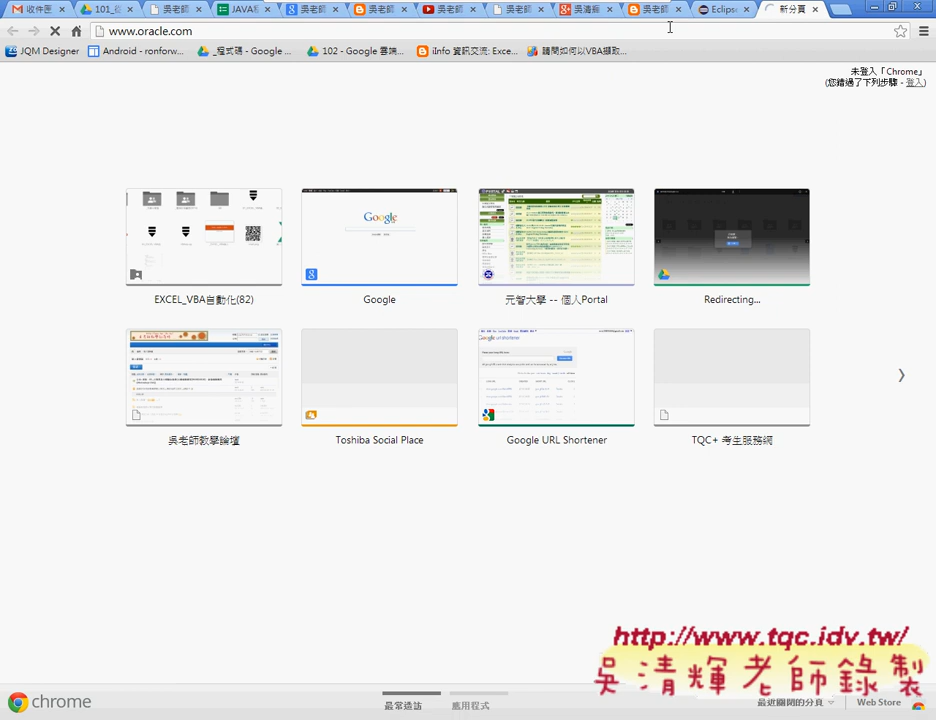 收件匣
101_從
吳老師
JAVA程
吳老師
吳老師
吳老師
吳老師
吳清輝
吳老師
Eclipse
新分頁
www.oracle.com
JQM Designer
Android - ronforw...
_程式碼 - Google ...
102 - Google 雲端...
iInfo 資訊交流: Exce...
請問如何以VBA擷取...
未登入「Chrome」
(您錯過了下列步驟 - 登入)
EXCEL_VBA自動化(82)
Google
元智大學 -- 個人Portal
Redirecting...
吳老師教學論壇
Toshiba Social Place
Google URL Shortener
TQC+ 考生服務網
http://www.tqc.idv.tw/
吳清輝老師錄製
chrome
最常造訪
應用程式
最近關閉的分頁
Web Store